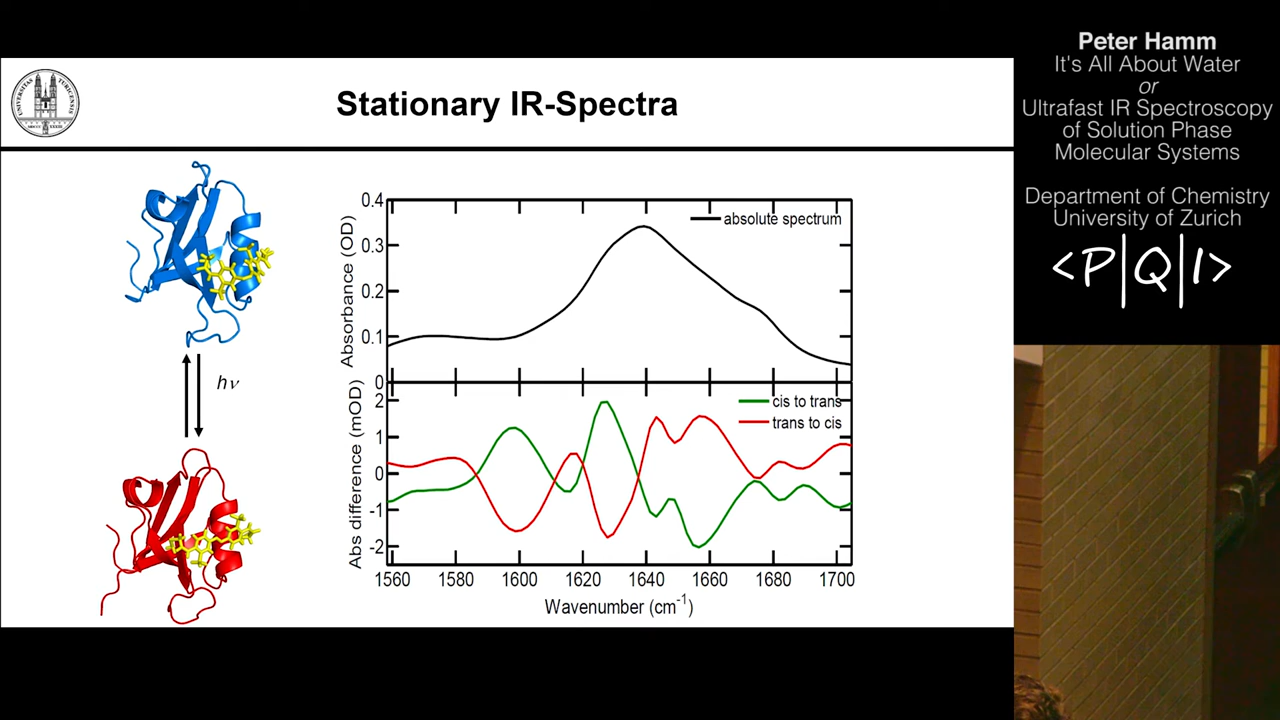 Stationary IR-Spectra
hν
0.4
0.3
0.2
0.1
0
Absorbance (OD)
absolute spectrum
2
1
0
-1
-2
Abs difference (mOD)
cis to trans
trans to cis
1560 1580 1600 1620 1640 1660 1680 1700
Wavenumber (cm-1)
Peter Hamm
It's All About Water
or
Ultrafast IR Spectroscopy
of Solution Phase
Molecular Systems
Department of Chemistry
University of Zurich
<P|Q|I>